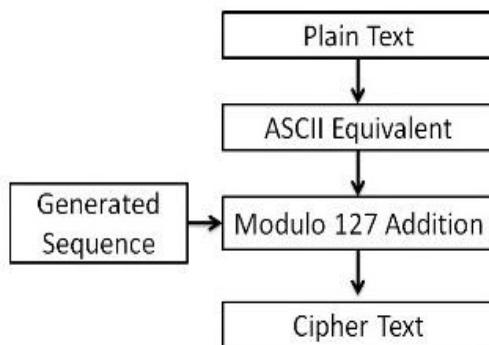 Plain Text
ASCII Equivalent
Generated
Sequence
Modulo 127 Addition
Cipher Text